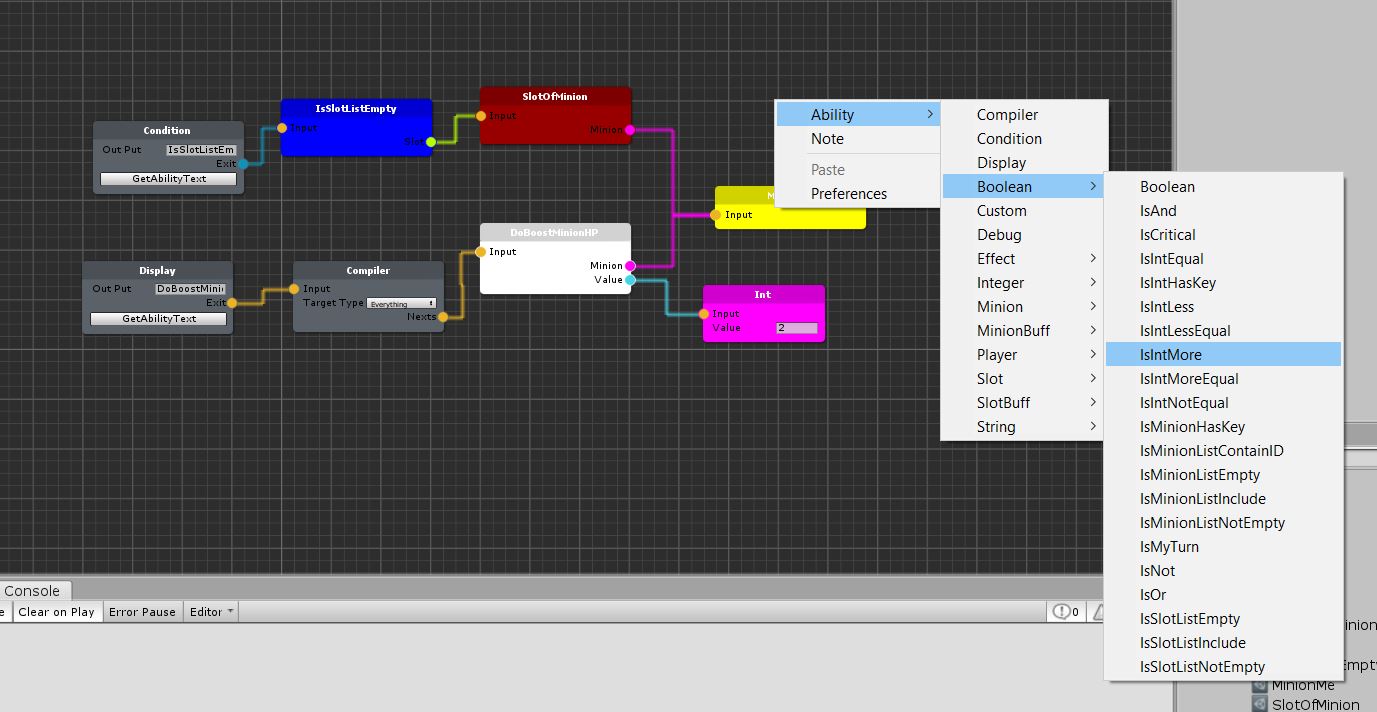 Condition
Out Put IsSlotListEm
Exit
GetAbilityText
IsSlotListEmpty
Input
Slot
SlotOfMinion
Input
Minion
M
Input
Display
Out Put DoBoostMinio
Exit
GetAbilityText
Compiler
Input
Target Type Everything
Nexts
DoBoostMinionHP
Input
Minion
Value
Int
Input
Value 2
Ability
Note
Paste
Preferences
Compiler
Condition
Display
Boolean
Custom
Debug
Effect
Integer
Minion
MinionBuff
Player
Slot
SlotBuff
String
Boolean
IsAnd
IsCritical
IsIntEqual
IsIntHasKey
IsIntLess
IsIntLessEqual
IsIntMore
IsIntMoreEqual
IsIntNotEqual
IsMinionHasKey
IsMinionListContainID
IsMinionListEmpty
IsMinionListInclude
IsMinionListNotEmpty
IsMyTurn
IsNot
IsOr
IsSlotListEmpty
IsSlotListInclude
IsSlotListNotEmpty
Console
e Clear on Play Error Pause Editor 0
inion
Empty
MinionMe
SlotOfMinion